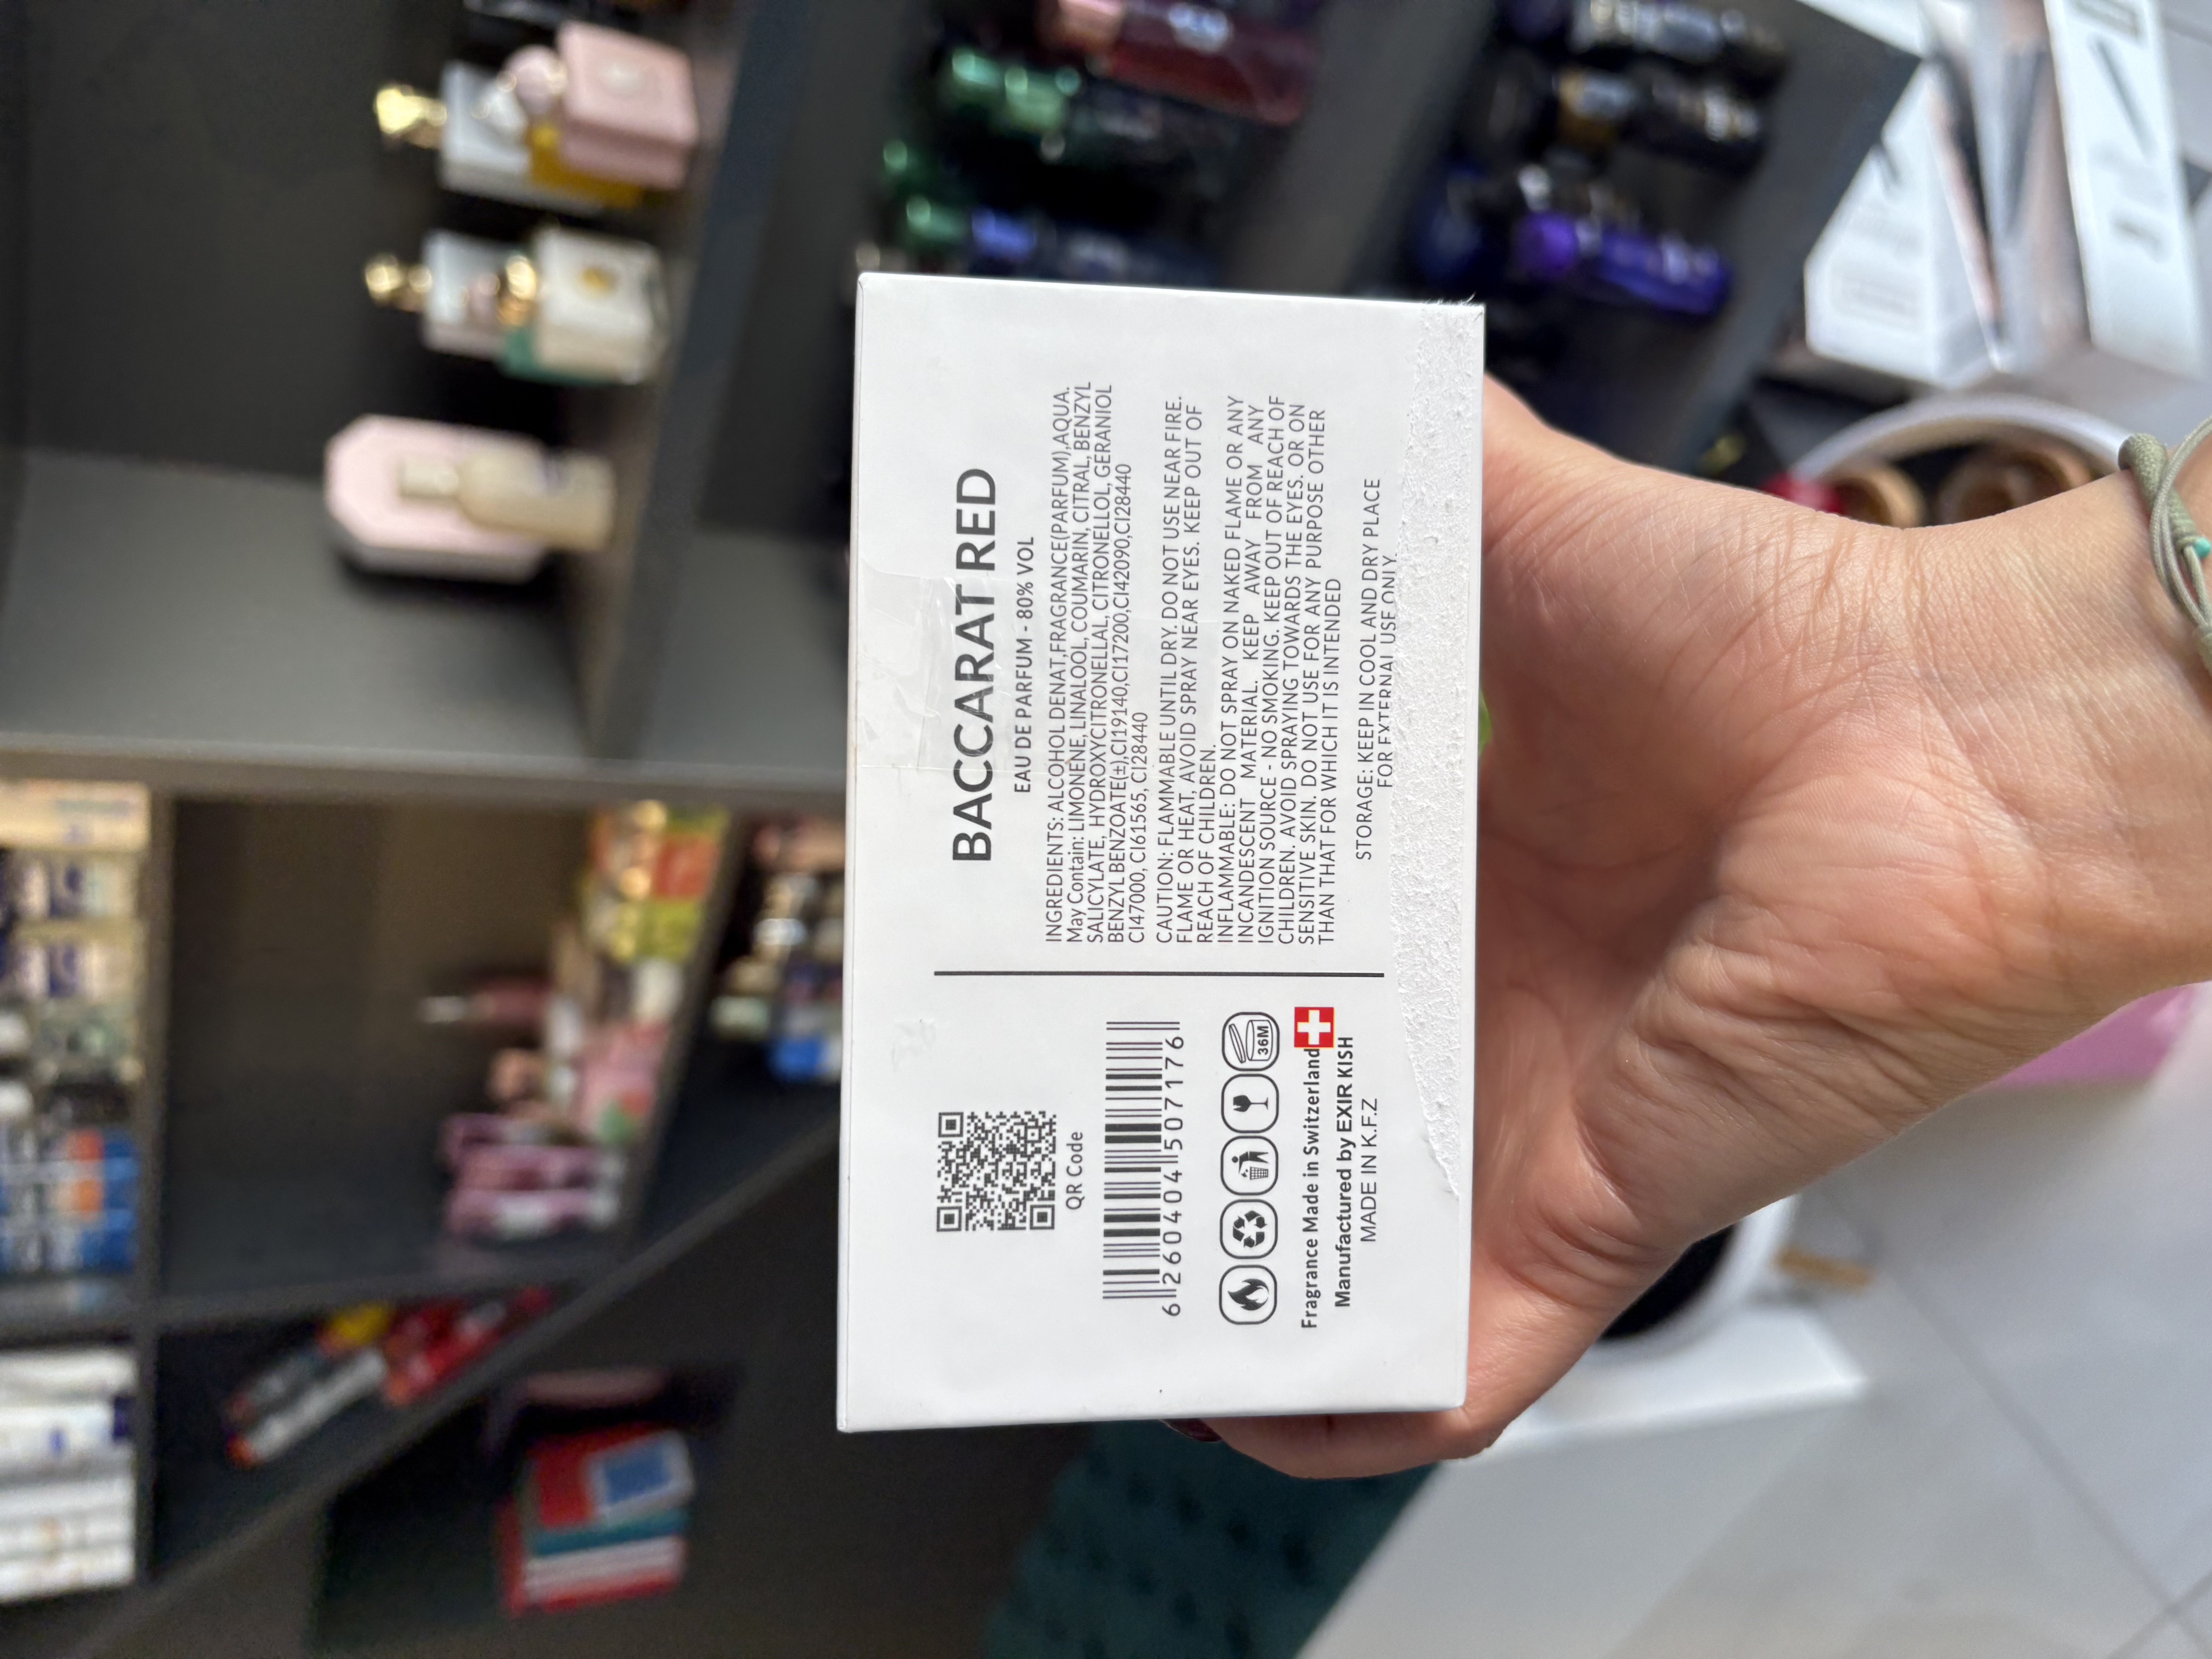 BACCARAT RED
EAU DE PARFUM - 80% VOL
INGREDIENTS: ALCOHOL DENAT,FRAGRANCE(PARFUM),AQUA.
May Contain: LIMONENE, LINALOOL, COUMARIN, CITRAL, BENZYL
SALICYLATE, HYDROXYCITRONELLAL, CITRONELLOL, GERANIOL
BENZYL BENZOATE(±),CI19140,CI17200,CI42090,CI28440
CI47000, CI61565, CI28440
CAUTION: FLAMMABLE UNTIL DRY. DO NOT USE NEAR FIRE.
FLAME OR HEAT, AVOID SPRAY NEAR EYES. KEEP OUT OF
REACH OF CHILDREN.
INFLAMMABLE: DO NOT SPRAY ON NAKED FLAME OR ANY
INCANDESCENT MATERIAL. KEEP AWAY FROM ANY
IGNITION SOURCE - NO SMOKING. KEEP OUT OF REACH OF
CHILDREN. AVOID SPRAYING TOWARDS THE EYES. OR ON
SENSITIVE SKIN. DO NOT USE FOR ANY PURPOSE OTHER
THAN THAT FOR WHICH IT IS INTENDED
STORAGE: KEEP IN COOL AND DRY PLACE
FOR EXTERNAL USE ONLY.
QR Code
6 260404 507176
36M
Fragrance Made in Switzerland
Manufactured by EXIR KISH
MADE IN K.F.Z